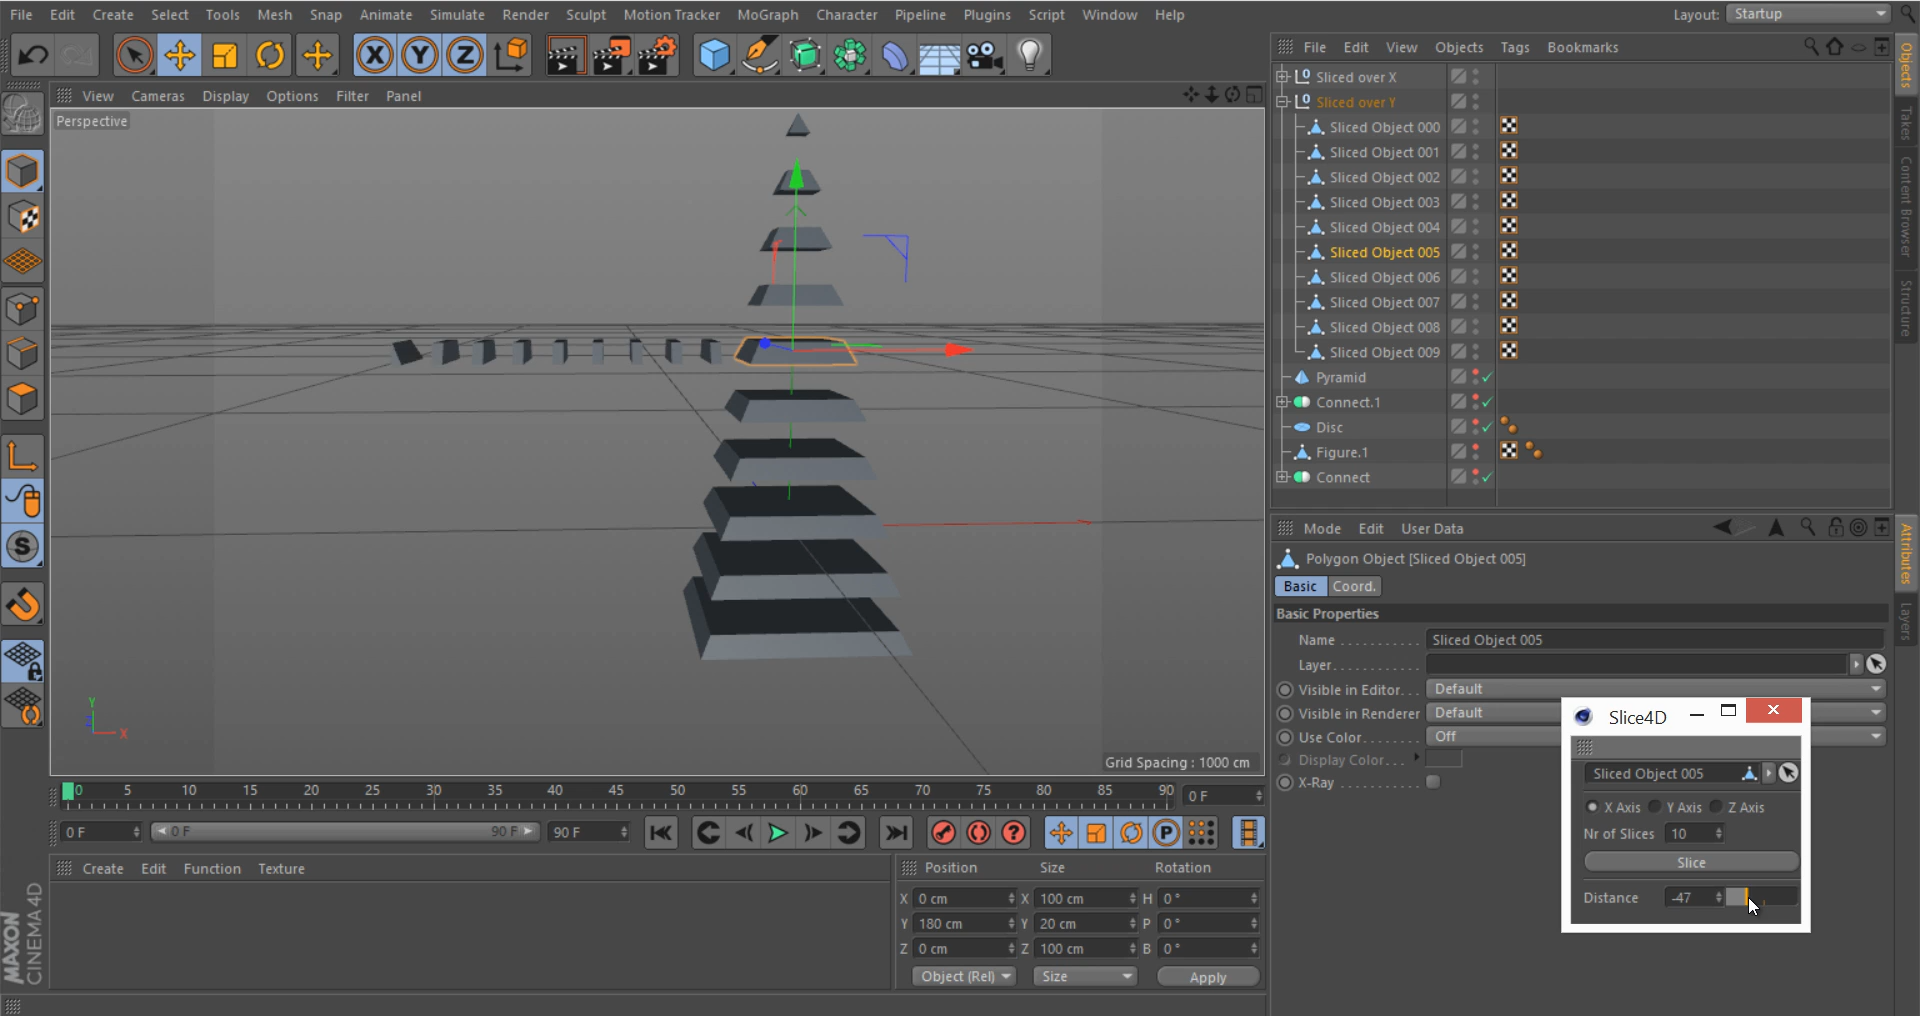 File Edit Create Select Tools Mesh Snap Animate Simulate Render Sculpt Motion Tracker MoGraph Character Pipeline Plugins Script Window Help
Layout: Startup
X Y Z
File Edit View Objects Tags Bookmarks
View Cameras Display Options Filter Panel
Perspective
Sliced over X
Sliced over Y
Sliced Object 000
Sliced Object 001
Sliced Object 002
Sliced Object 003
Sliced Object 004
Sliced Object 005
Sliced Object 006
Sliced Object 007
Sliced Object 008
Sliced Object 009
Pyramid
Connect.1
Disc
Figure.1
Connect
Objects
Takes
Content Browser
Structure
Mode Edit User Data
Polygon Object [Sliced Object 005]
Basic Coord.
Basic Properties
Name . . . . . . . . . . Sliced Object 005
Layer. . . . . . . . . . .
Visible in Editor. . . Default
Visible in Renderer Default
Use Color. . . . . . . . Off
Display Color. . .
X-Ray . . . . . . . . . . .
Attributes
Layers
Slice4D
Sliced Object 005
X Axis Y Axis Z Axis
Nr of Slices 10
Slice
Distance -47
Y
Z
X
Grid Spacing : 1000 cm
0 5 10 15 20 25 30 35 40 45 50 55 60 65 70 75 80 85 90 0 F
0 F 0 F 90 F 90 F
P
S
Create Edit Function Texture
Position Size Rotation
X 0 cm X 100 cm H 0 °
Y 180 cm Y 20 cm P 0 °
Z 0 cm Z 100 cm B 0 °
Object (Rel) Size Apply
MAXON
CINEMA4D